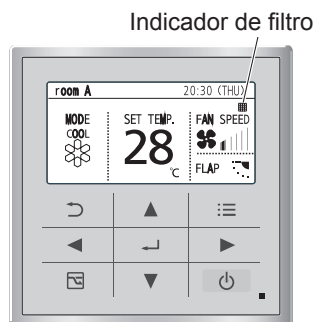 Indicador de filtro
room A 20:30 (THU)
MODE SET TEMP. FAN SPEED
COOL
28
°C
FLAP